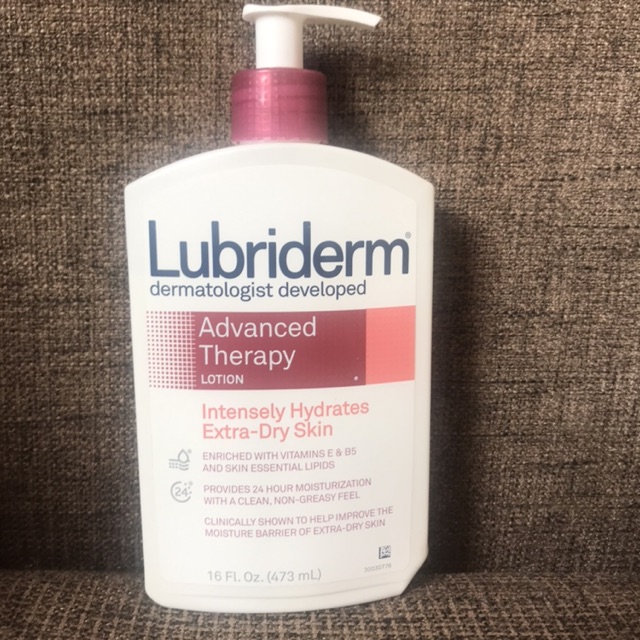 Lubriderm®
dermatologist developed
Advanced
Therapy
LOTION
Intensely Hydrates
Extra-Dry Skin
ENRICHED WITH VITAMINS E & B5
AND SKIN ESSENTIAL LIPIDS
24
PROVIDES 24 HOUR MOISTURIZATION
WITH A CLEAN, NON-GREASY FEEL
CLINICALLY SHOWN TO HELP IMPROVE THE
MOISTURE BARRIER OF EXTRA-DRY SKIN
16 Fl. Oz. (473 mL)